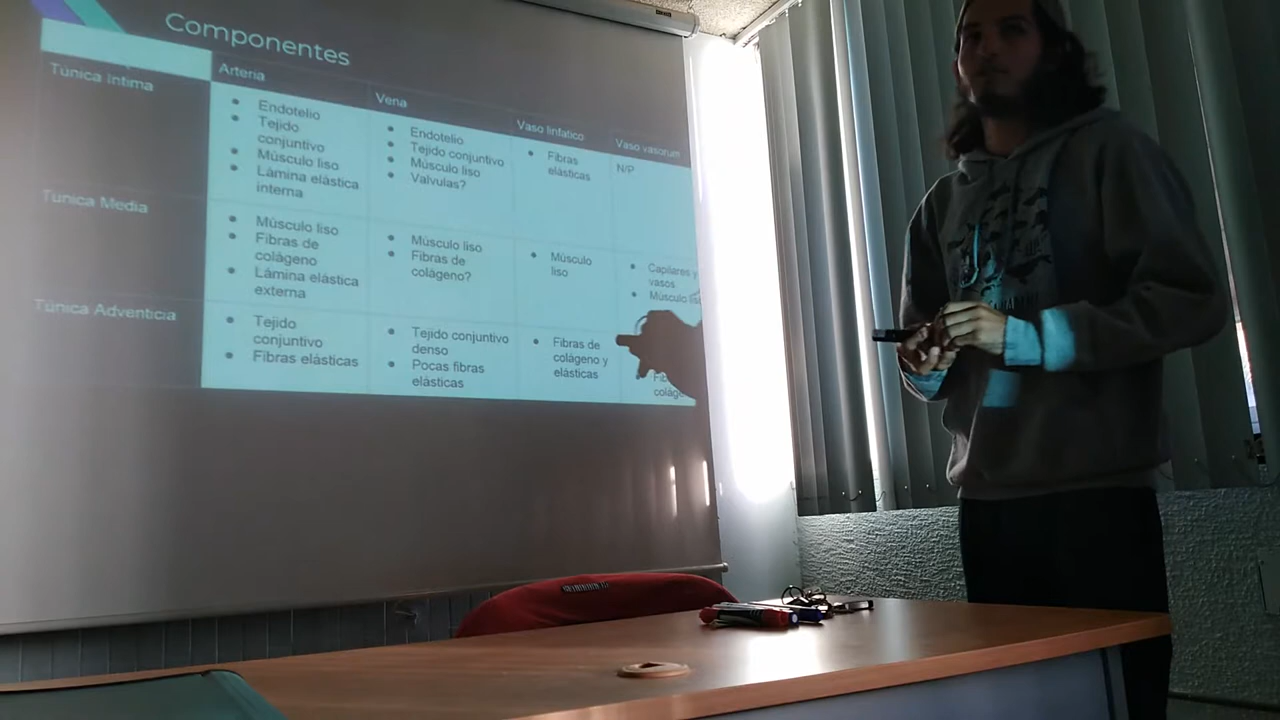 Componentes
Arteria
Vena
Vaso linfatico
Vaso vasorum
Túnica Intima
Endotelio
Tejido
conjuntivo
Músculo liso
Lámina elástica
interna
Endotelio
Tejido conjuntivo
Músculo liso
Valvulas?
Fibras
elásticas
N/P
Túnica Media
Músculo liso
Fibras de
colágeno
Lámina elástica
externa
Músculo liso
Fibras de
colágeno?
Músculo
liso
Capilares y
vasos
Músculo
Túnica Adventicia
Tejido
conjuntivo
Fibras elásticas
Tejido conjuntivo
denso
Pocas fibras
elásticas
Fibras de
colágeno y
elásticas